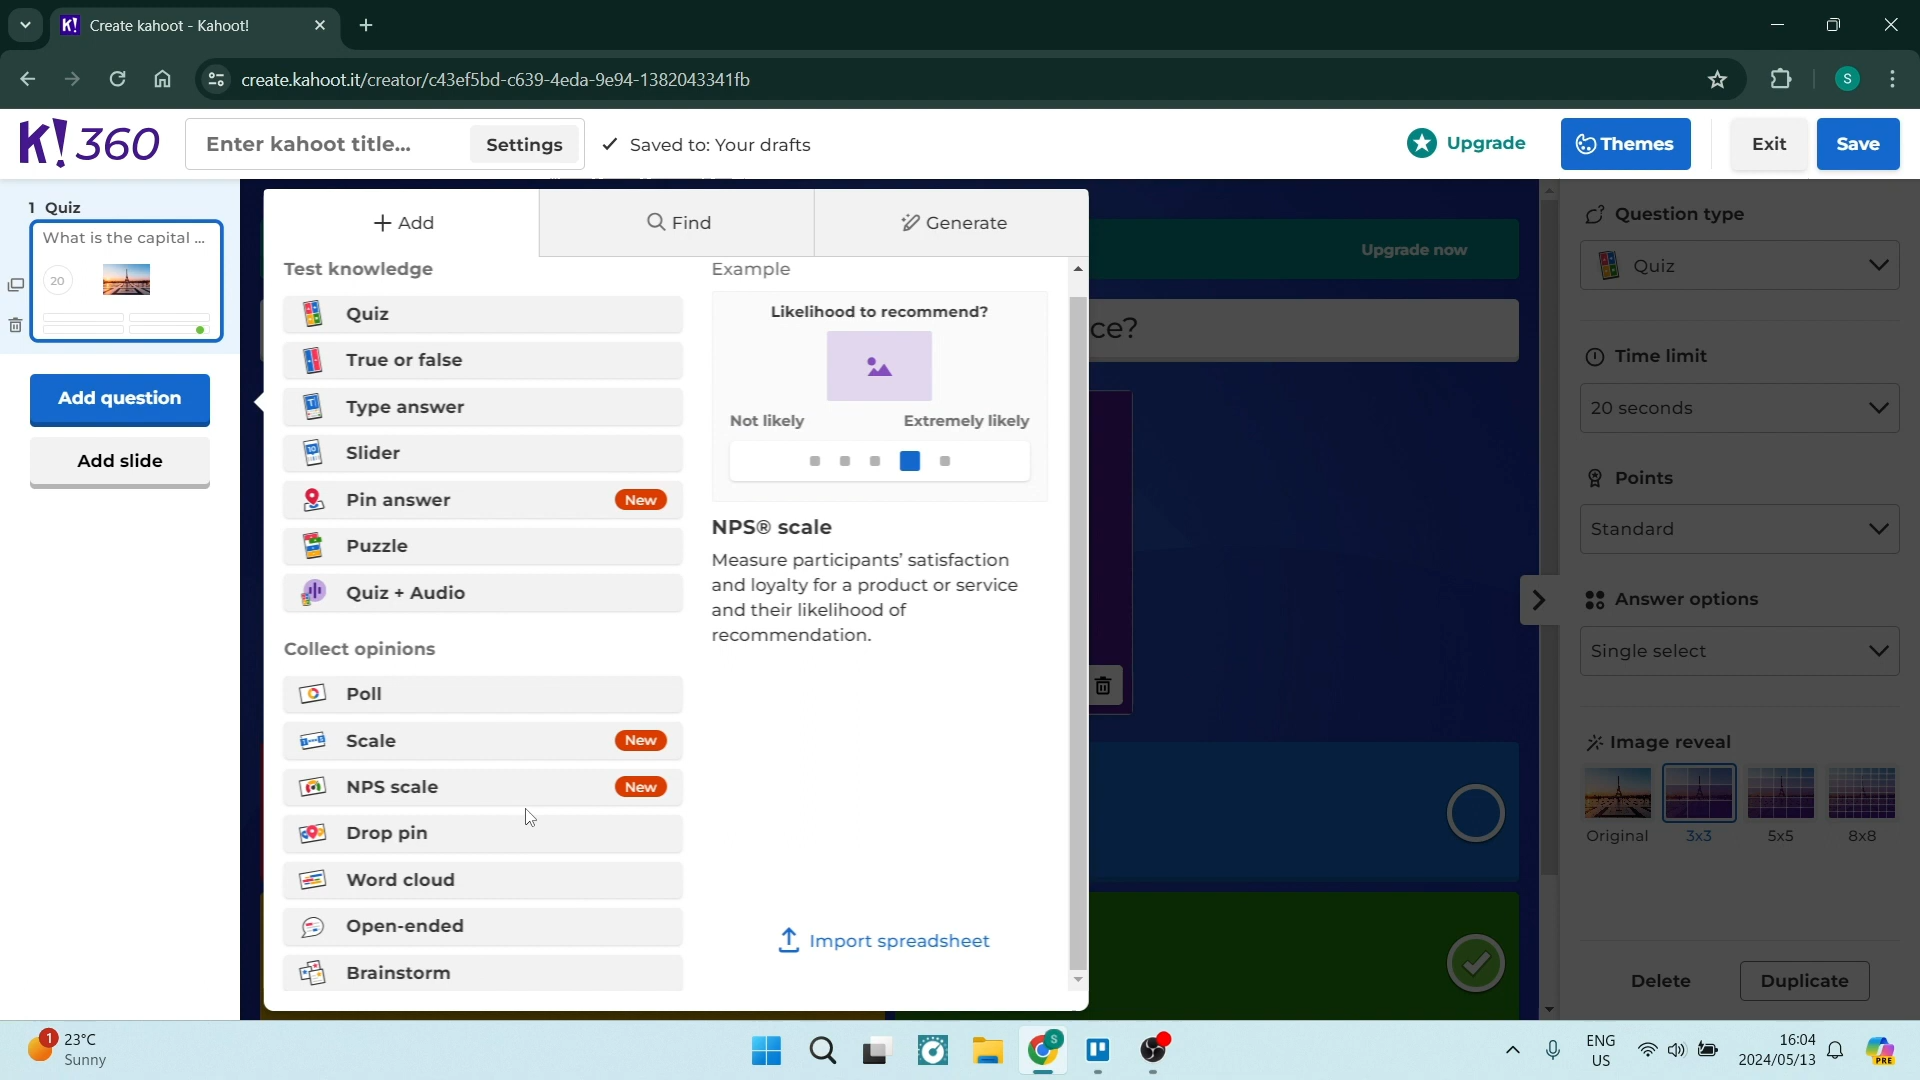 Create kahoot - Kahoot!
create.kahoot.it/creator/c43ef5bd-c639-4eda-9e94-1382043341fb
S
K! 360
Enter kahoot title...
Settings
Saved to: Your drafts
Upgrade
Themes
Exit
Save
1 Quiz
What is the capital ...
20
Add question
Add slide
Add
Find
Generate
Test knowledge
Quiz
True or false
Type answer
Slider
Pin answer
New
Puzzle
Quiz + Audio
Collect opinions
Poll
Scale
New
NPS scale
New
Drop pin
Word cloud
Open-ended
Brainstorm
Example
Likelihood to recommend?
Not likely
Extremely likely
NPS® scale
Measure participants' satisfaction
and loyalty for a product or service
and their likelihood of
recommendation.
Import spreadsheet
Upgrade now
ce?
Question type
Quiz
Time limit
20 seconds
Points
Standard
Answer options
Single select
Image reveal
Original
3x3
5x5
8x8
Delete
Duplicate
1
23°C
Sunny
S
ENG
US
16:04
2024/05/13
PRE